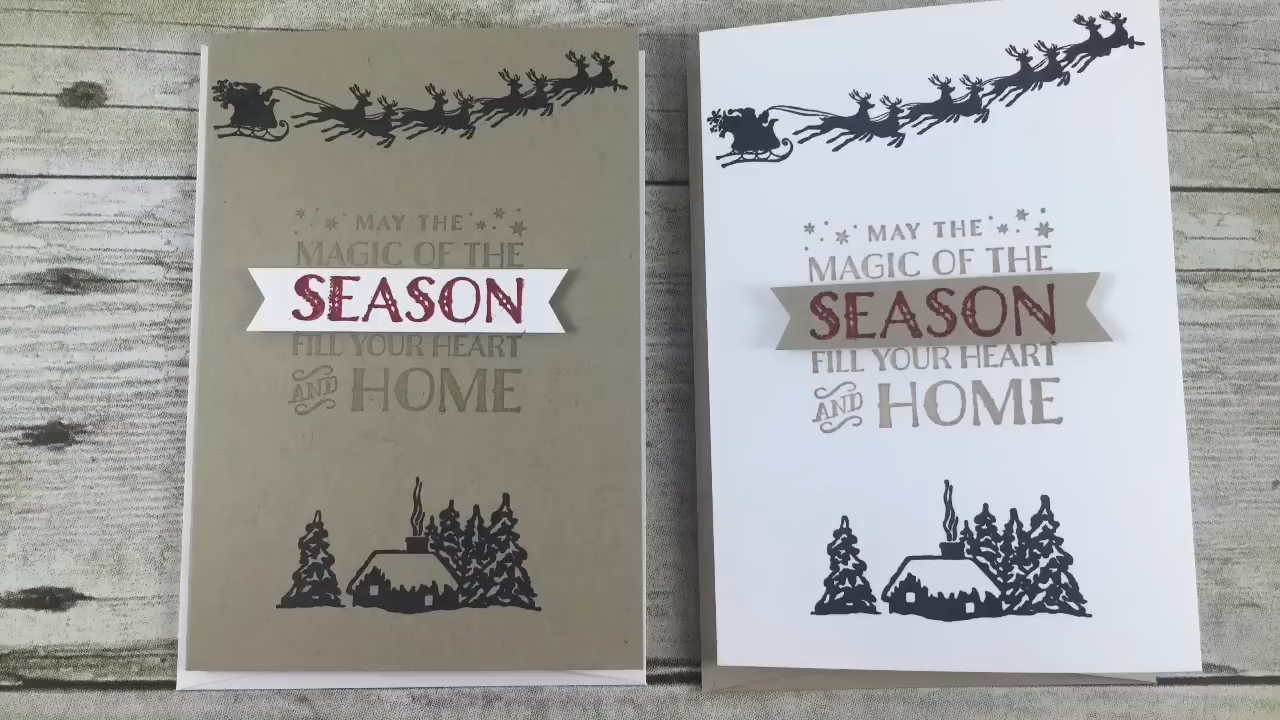 MAY THE
MAGIC OF THE
SEASON
FILL YOUR HEART
AND HOME
MAY THE
MAGIC OF THE
SEASON
FILL YOUR HEART
AND HOME